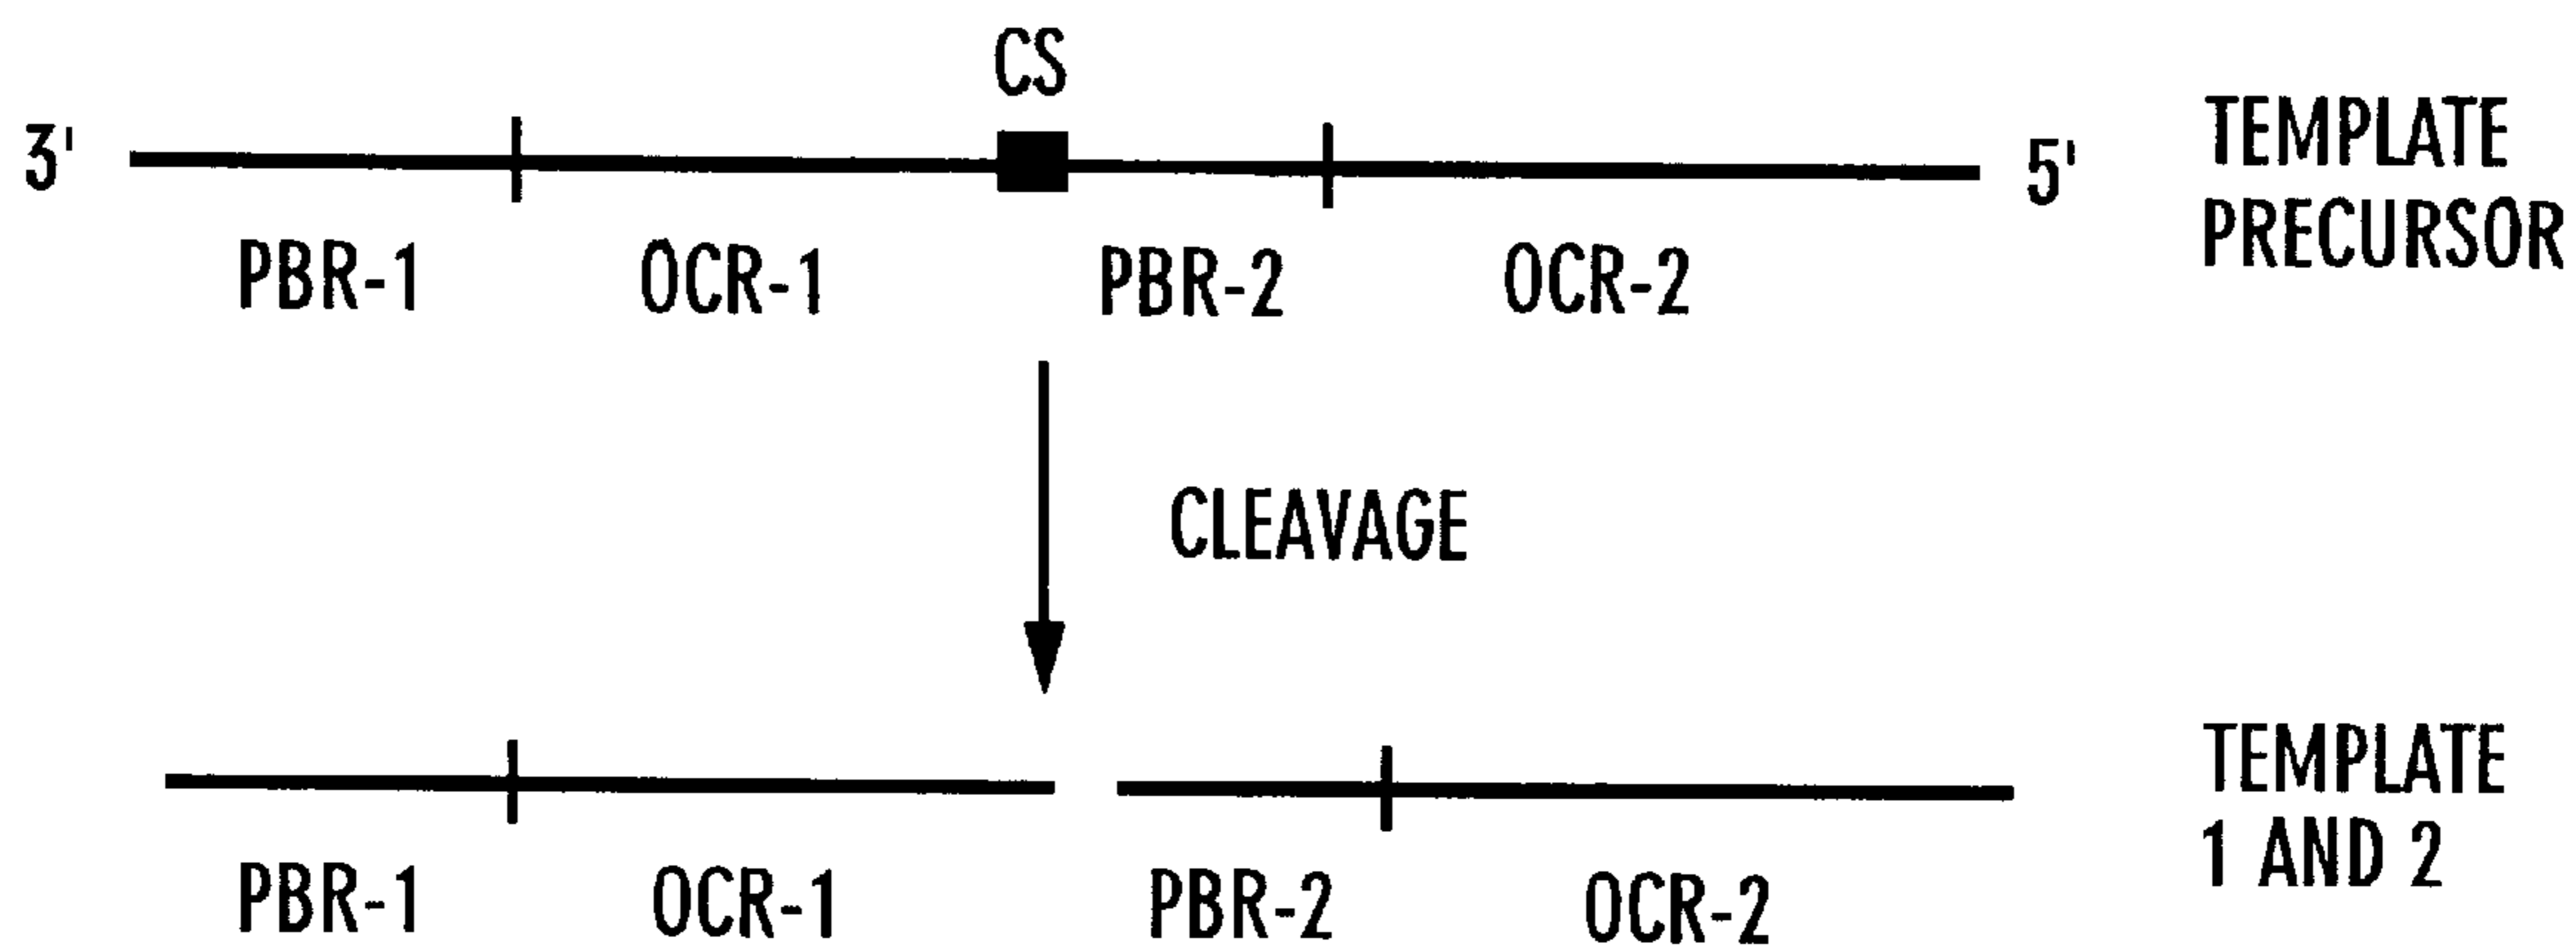 CS
3' 5' TEMPLATE
PRECURSOR
PBR-1 OCR-1 PBR-2 OCR-2
CLEAVAGE
TEMPLATE
1 AND 2
PBR-1 OCR-1 PBR-2 OCR-2